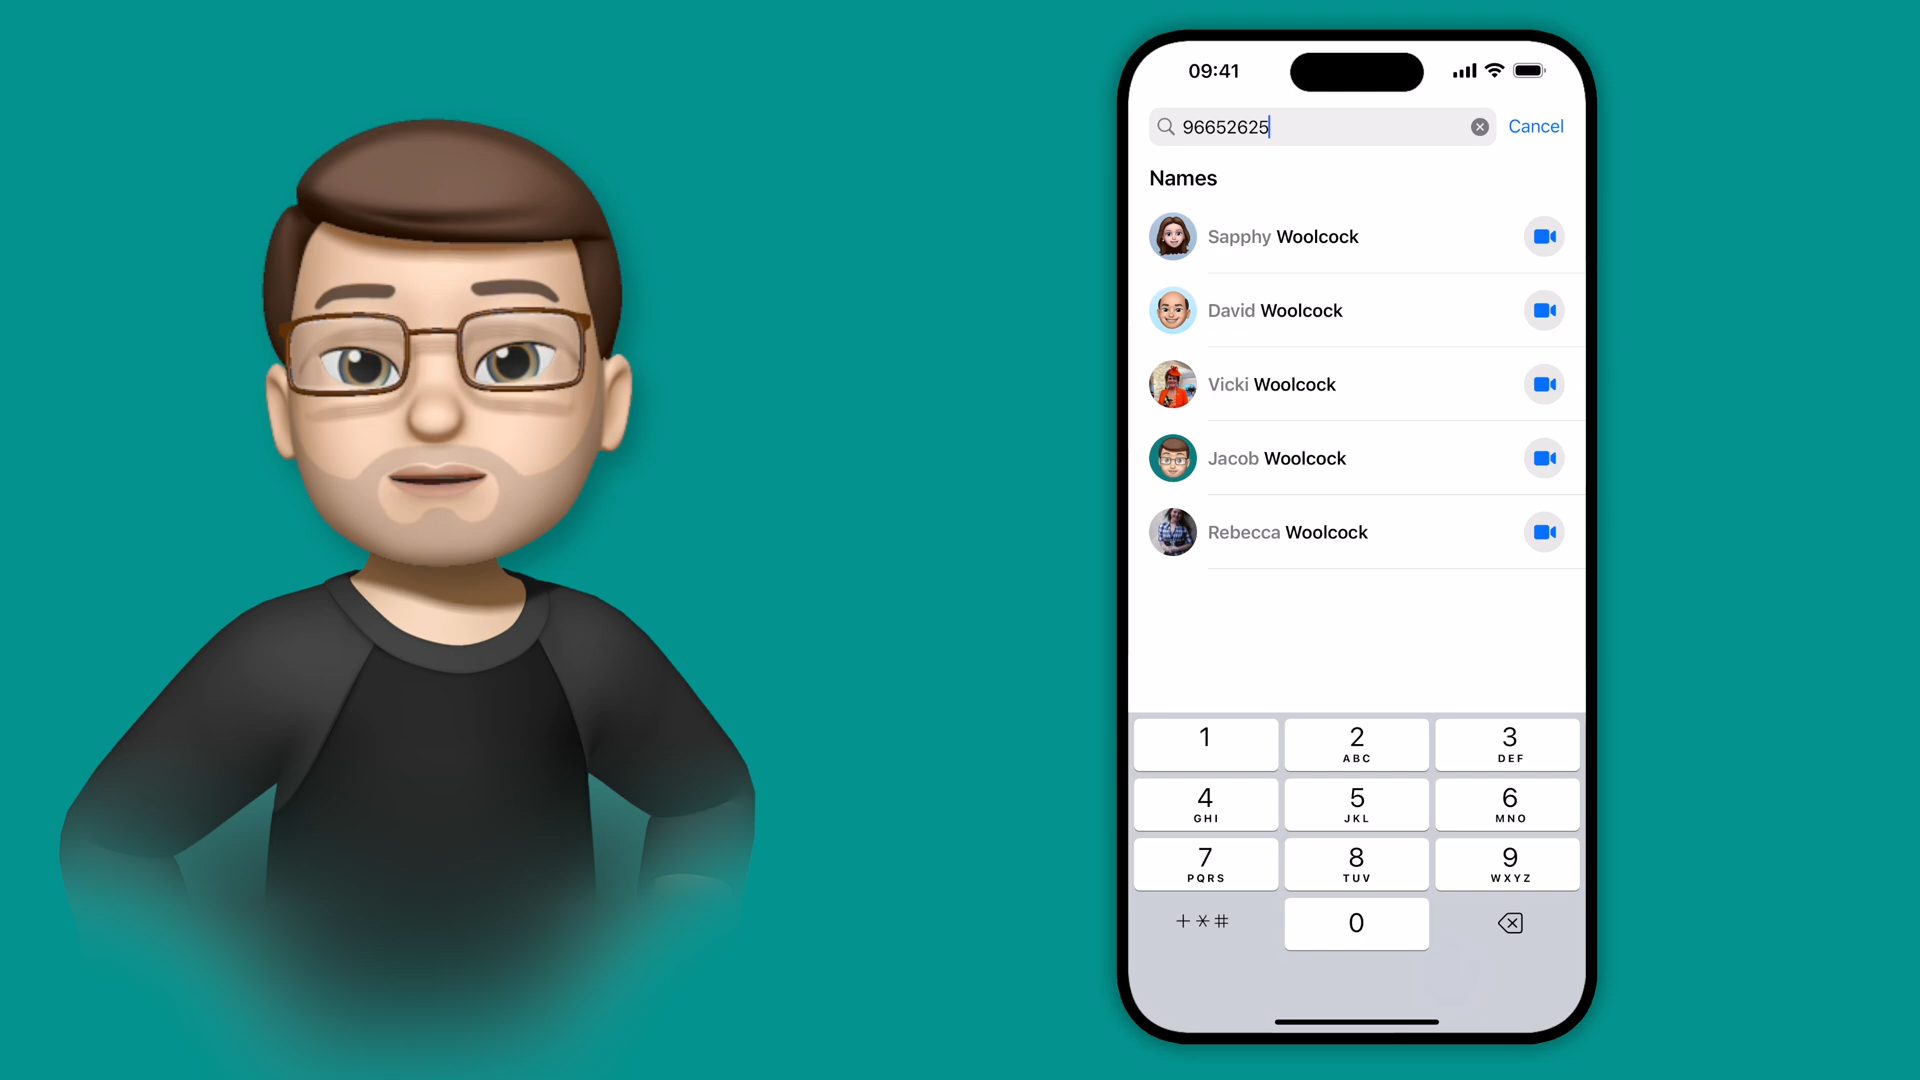 09:41
96652625
Cancel
Names
Sapphy Woolcock
David Woolcock
Vicki Woolcock
Jacob Woolcock
Rebecca Woolcock
1 2 3
ABC DEF
4 5 6
GHI JKL MNO
7 8 9
PQRS TUV WXYZ
+*# 0